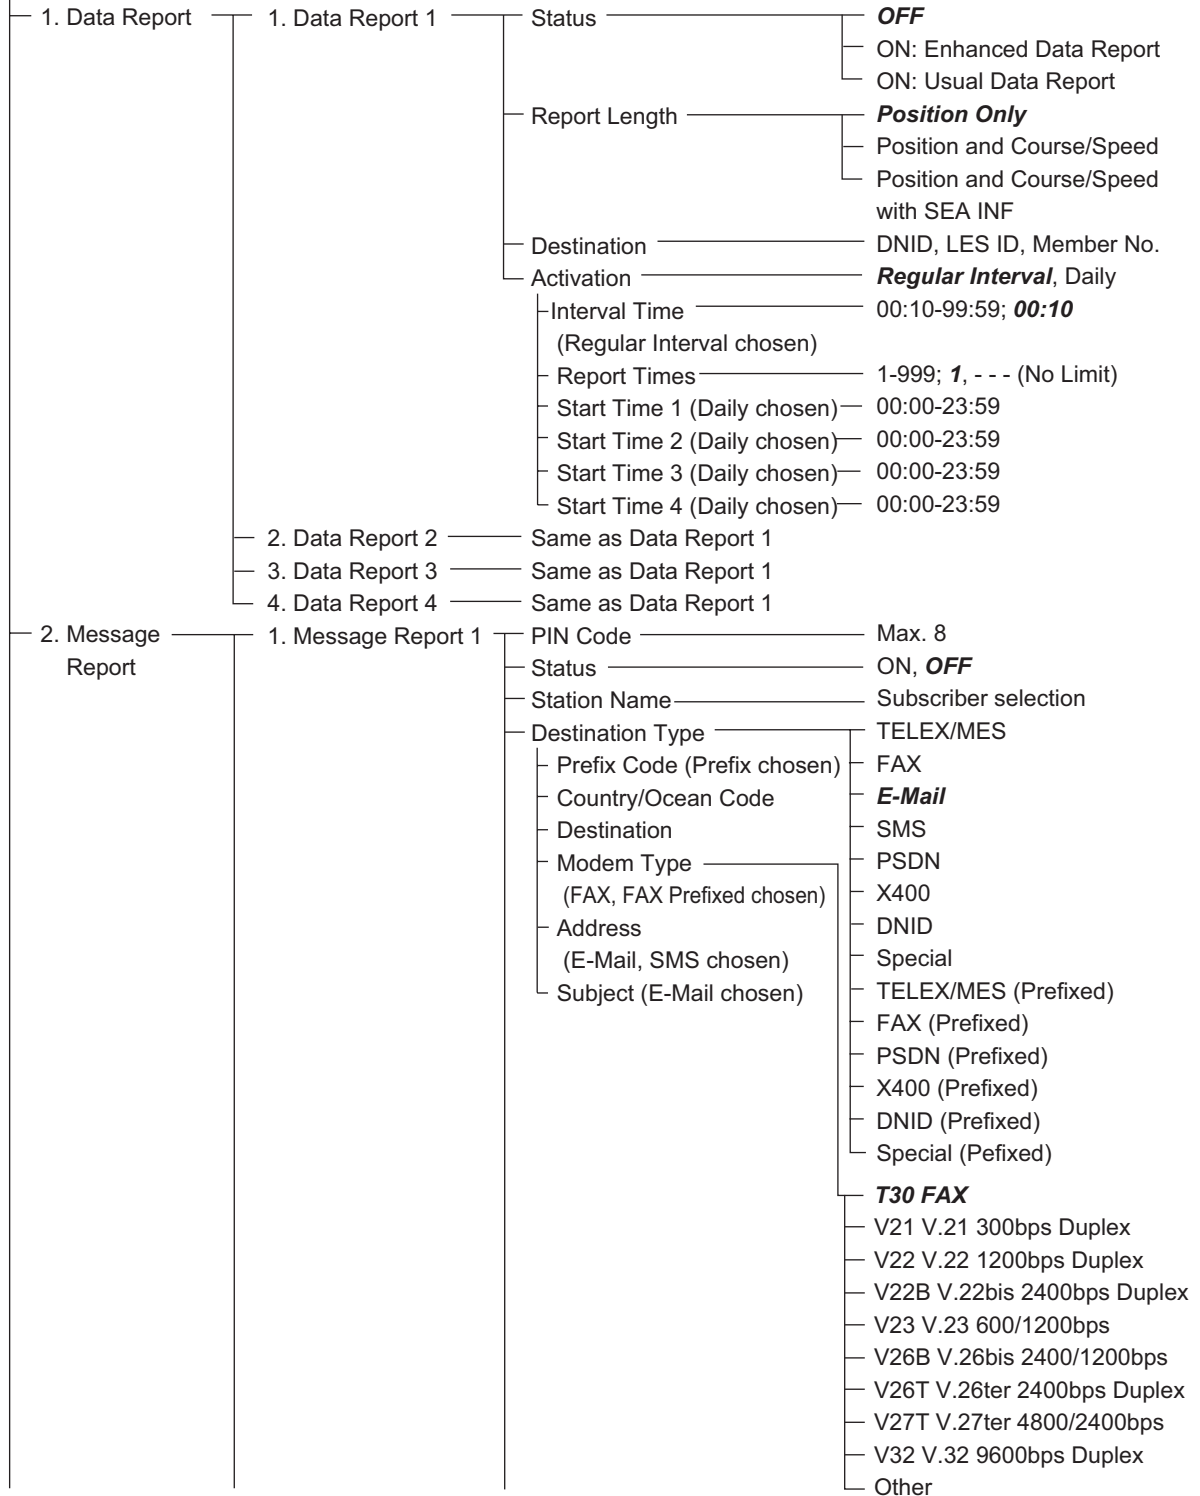 1. Data Report
1. Data Report 1
Status
OFF
ON: Enhanced Data Report
ON: Usual Data Report
Report Length
Position Only
Position and Course/Speed
Position and Course/Speed
with SEA INF
Destination
DNID, LES ID, Member No.
Activation
Regular Interval, Daily
Interval Time
00:10-99:59; 00:10
(Regular Interval chosen)
Report Times
1-999; 1, - - - (No Limit)
Start Time 1 (Daily chosen)
00:00-23:59
Start Time 2 (Daily chosen)
00:00-23:59
Start Time 3 (Daily chosen)
00:00-23:59
Start Time 4 (Daily chosen)
00:00-23:59
2. Data Report 2
Same as Data Report 1
3. Data Report 3
Same as Data Report 1
4. Data Report 4
Same as Data Report 1
2. Message
Report
1. Message Report 1
PIN Code
Max. 8
Status
ON, OFF
Station Name
Subscriber selection
Destination Type
Prefix Code (Prefix chosen)
Country/Ocean Code
Destination
Modem Type
(FAX, FAX Prefixed chosen)
Address
(E-Mail, SMS chosen)
Subject (E-Mail chosen)
TELEX/MES
FAX
E-Mail
SMS
PSDN
X400
DNID
Special
TELEX/MES (Prefixed)
FAX (Prefixed)
PSDN (Prefixed)
X400 (Prefixed)
DNID (Prefixed)
Special (Pefixed)
T30 FAX
V21 V.21 300bps Duplex
V22 V.22 1200bps Duplex
V22B V.22bis 2400bps Duplex
V23 V.23 600/1200bps
V26B V.26bis 2400/1200bps
V26T V.26ter 2400bps Duplex
V27T V.27ter 4800/2400bps
V32 V.32 9600bps Duplex
Other